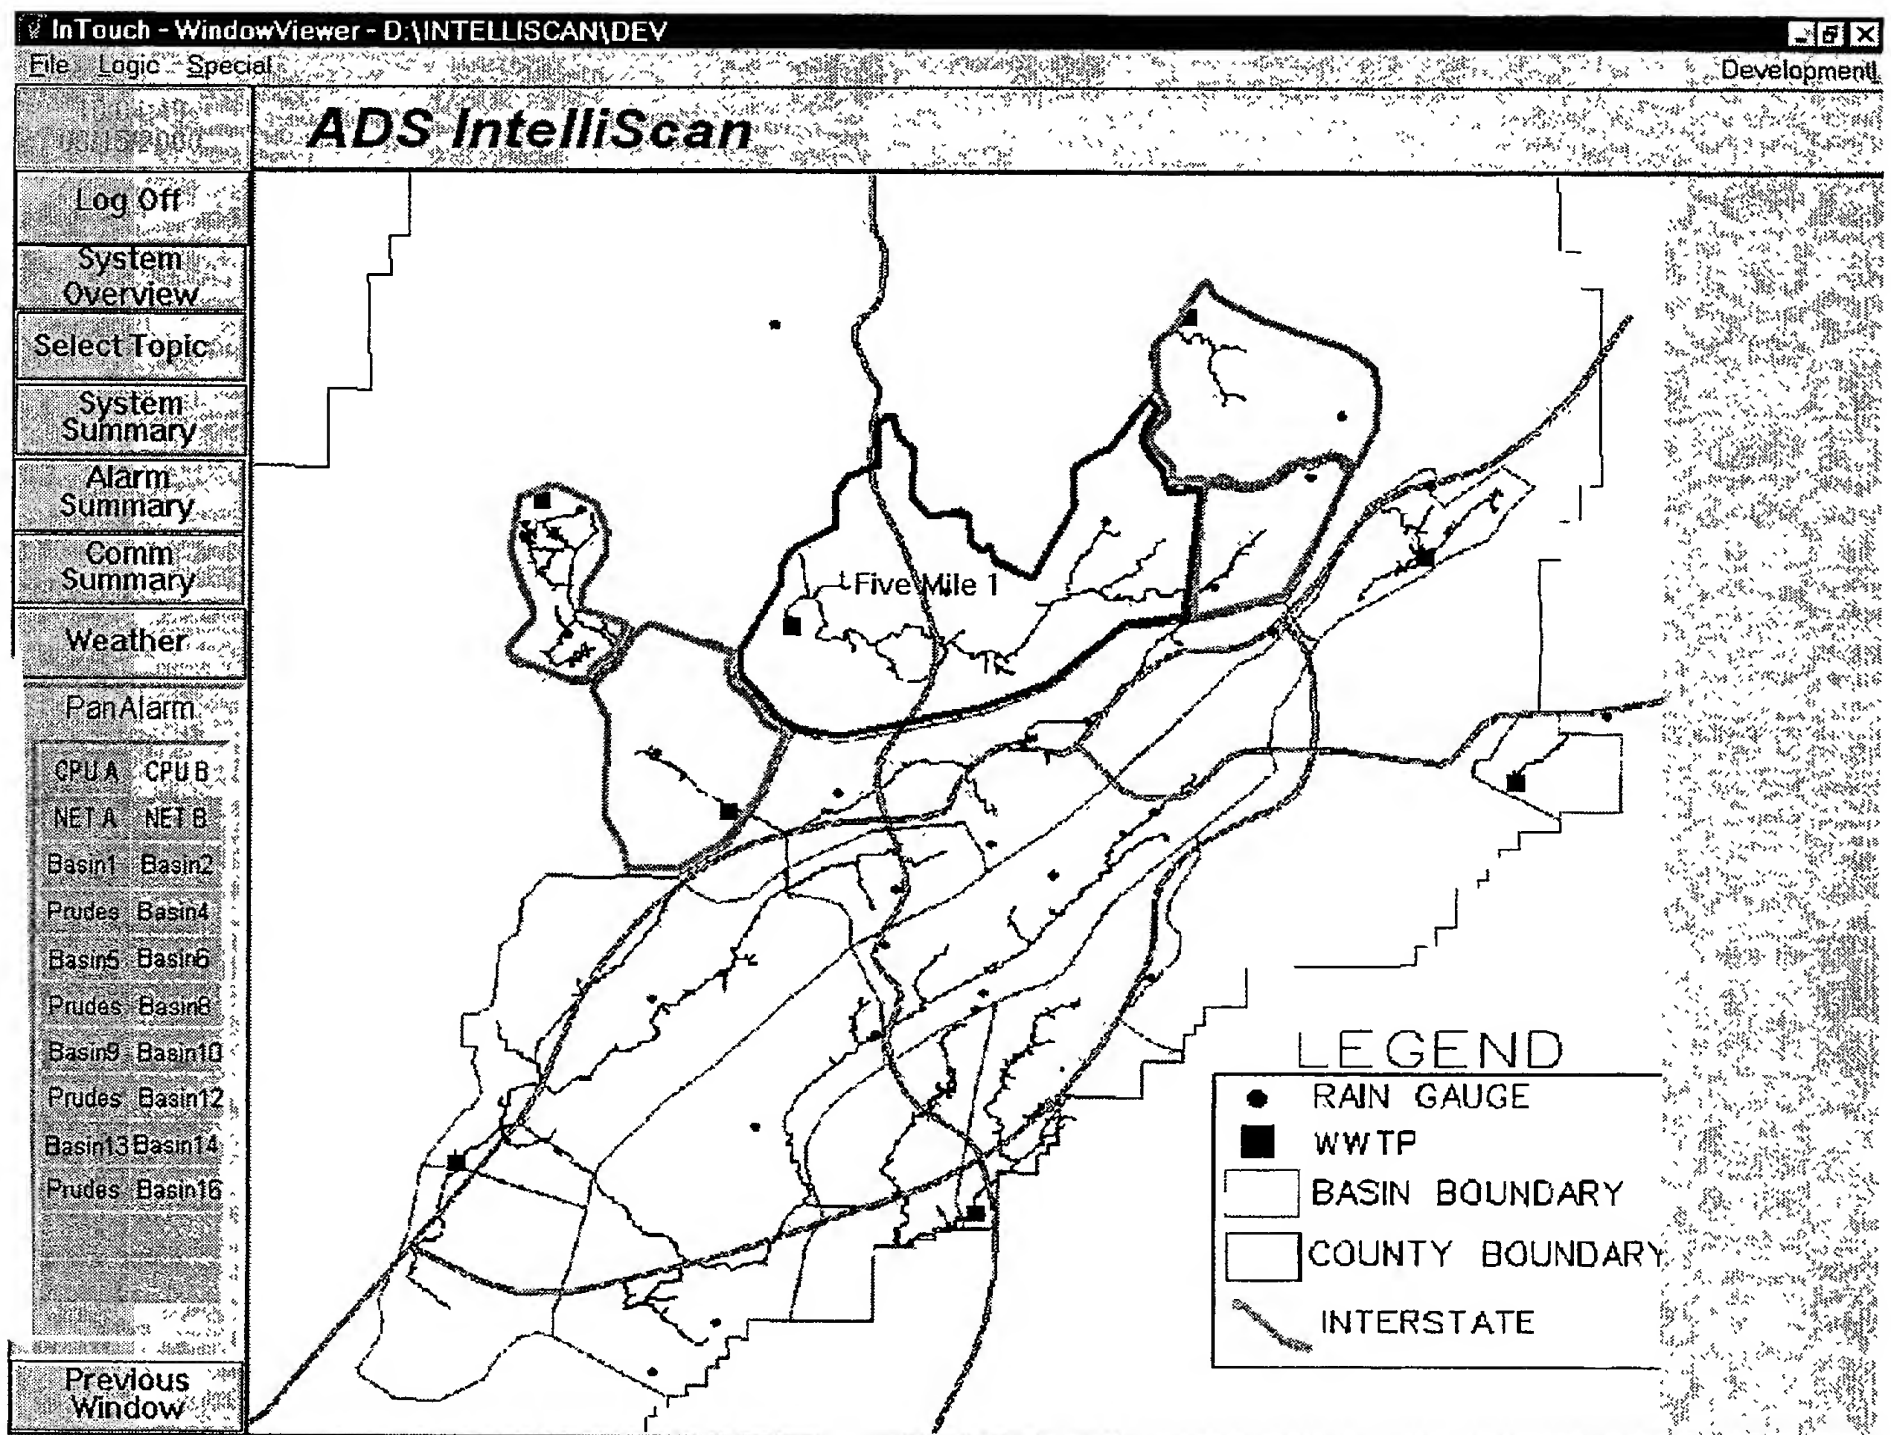 InTouch - WindowViewer - D:\INTELLISCAN\DEV
File Logic Special
Development!
ADS IntelliScan
Log Off
System
Overview
Select Topic
System
Summary
Alarm
Summary
Comm
Summary
Weather
PanAlarm
CPU A CPU B
NET A NET B
Basin1 Basin2
Prudes Basin4
Basin5 Basin6
Prudes Basin8
Basin9 Basin10
Prudes Basin12
Basin13 Basin14
Prudes Basin16
Previous
Window
Five Mile 1
LEGEND
RAIN GAUGE
WWTP
BASIN BOUNDARY
COUNTY BOUNDARY
INTERSTATE